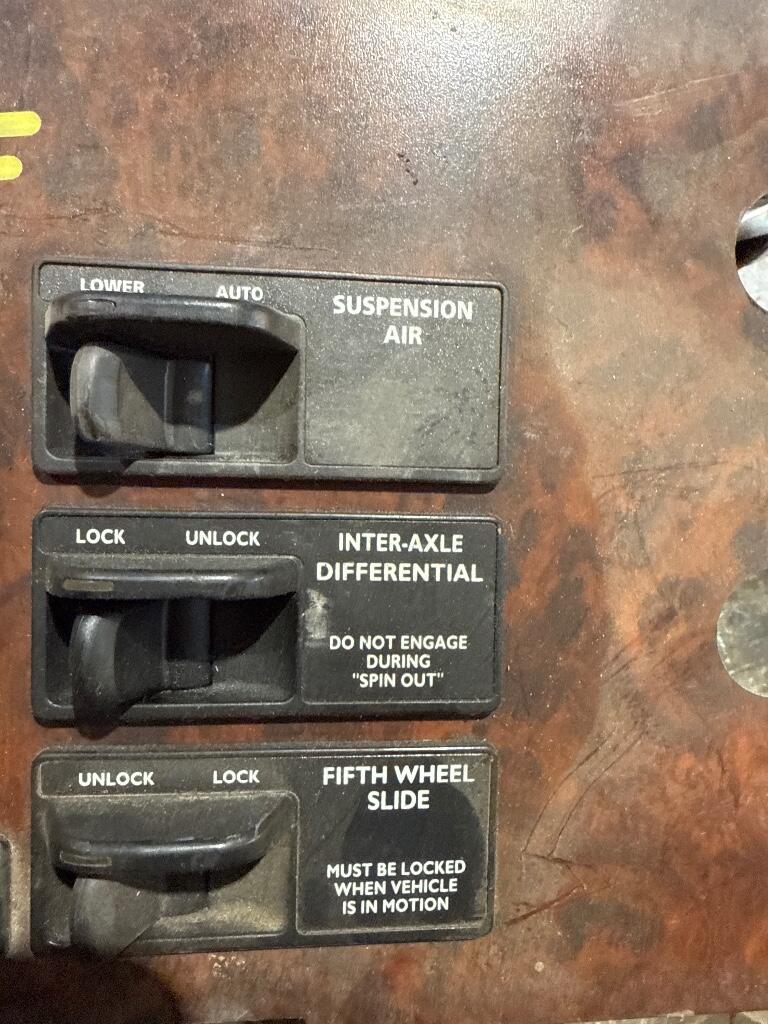 LOWER AUTO
SUSPENSION
AIR
LOCK UNLOCK
INTER-AXLE
DIFFERENTIAL
DO NOT ENGAGE
DURING
"SPIN OUT"
UNLOCK LOCK
FIFTH WHEEL
SLIDE
MUST BE LOCKED
WHEN VEHICLE
IS IN MOTION